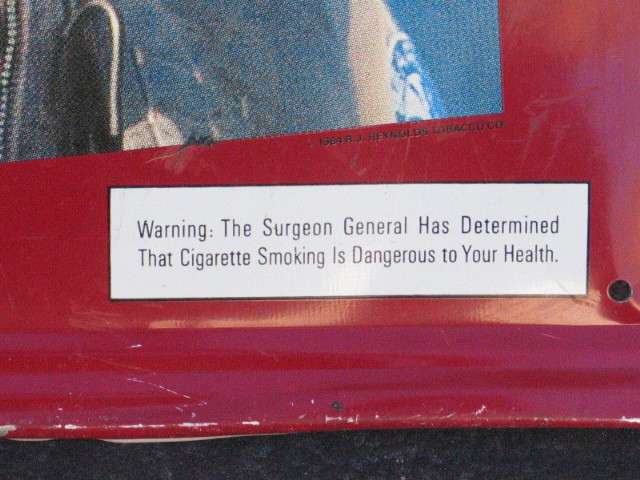 © 1984 R.J. REYNOLDS TOBACCO CO.
Warning: The Surgeon General Has Determined
That Cigarette Smoking Is Dangerous to Your Health.